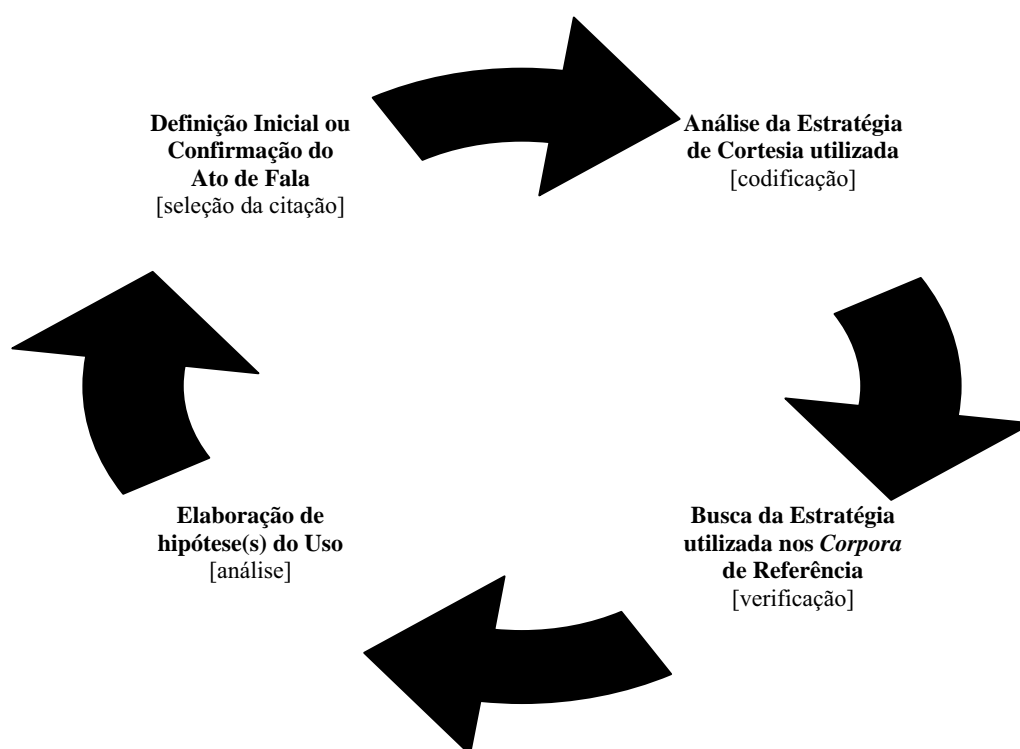 Definição Inicial ou
Confirmação do
Ato de Fala
[seleção da citação]
Análise da Estratégia
de Cortesia utilizada
[codificação]
Busca da Estratégia
utilizada nos Corpora
de Referência
[verificação]
Elaboração de
hipótese(s) do Uso
[análise]